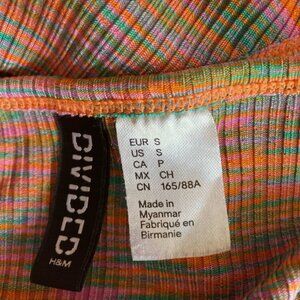 DIVIDED
H&M
EUR S
US S
CA P
MX CH
CN 165/88A
Made in
Myanmar
Fabriqué en
Birmanie